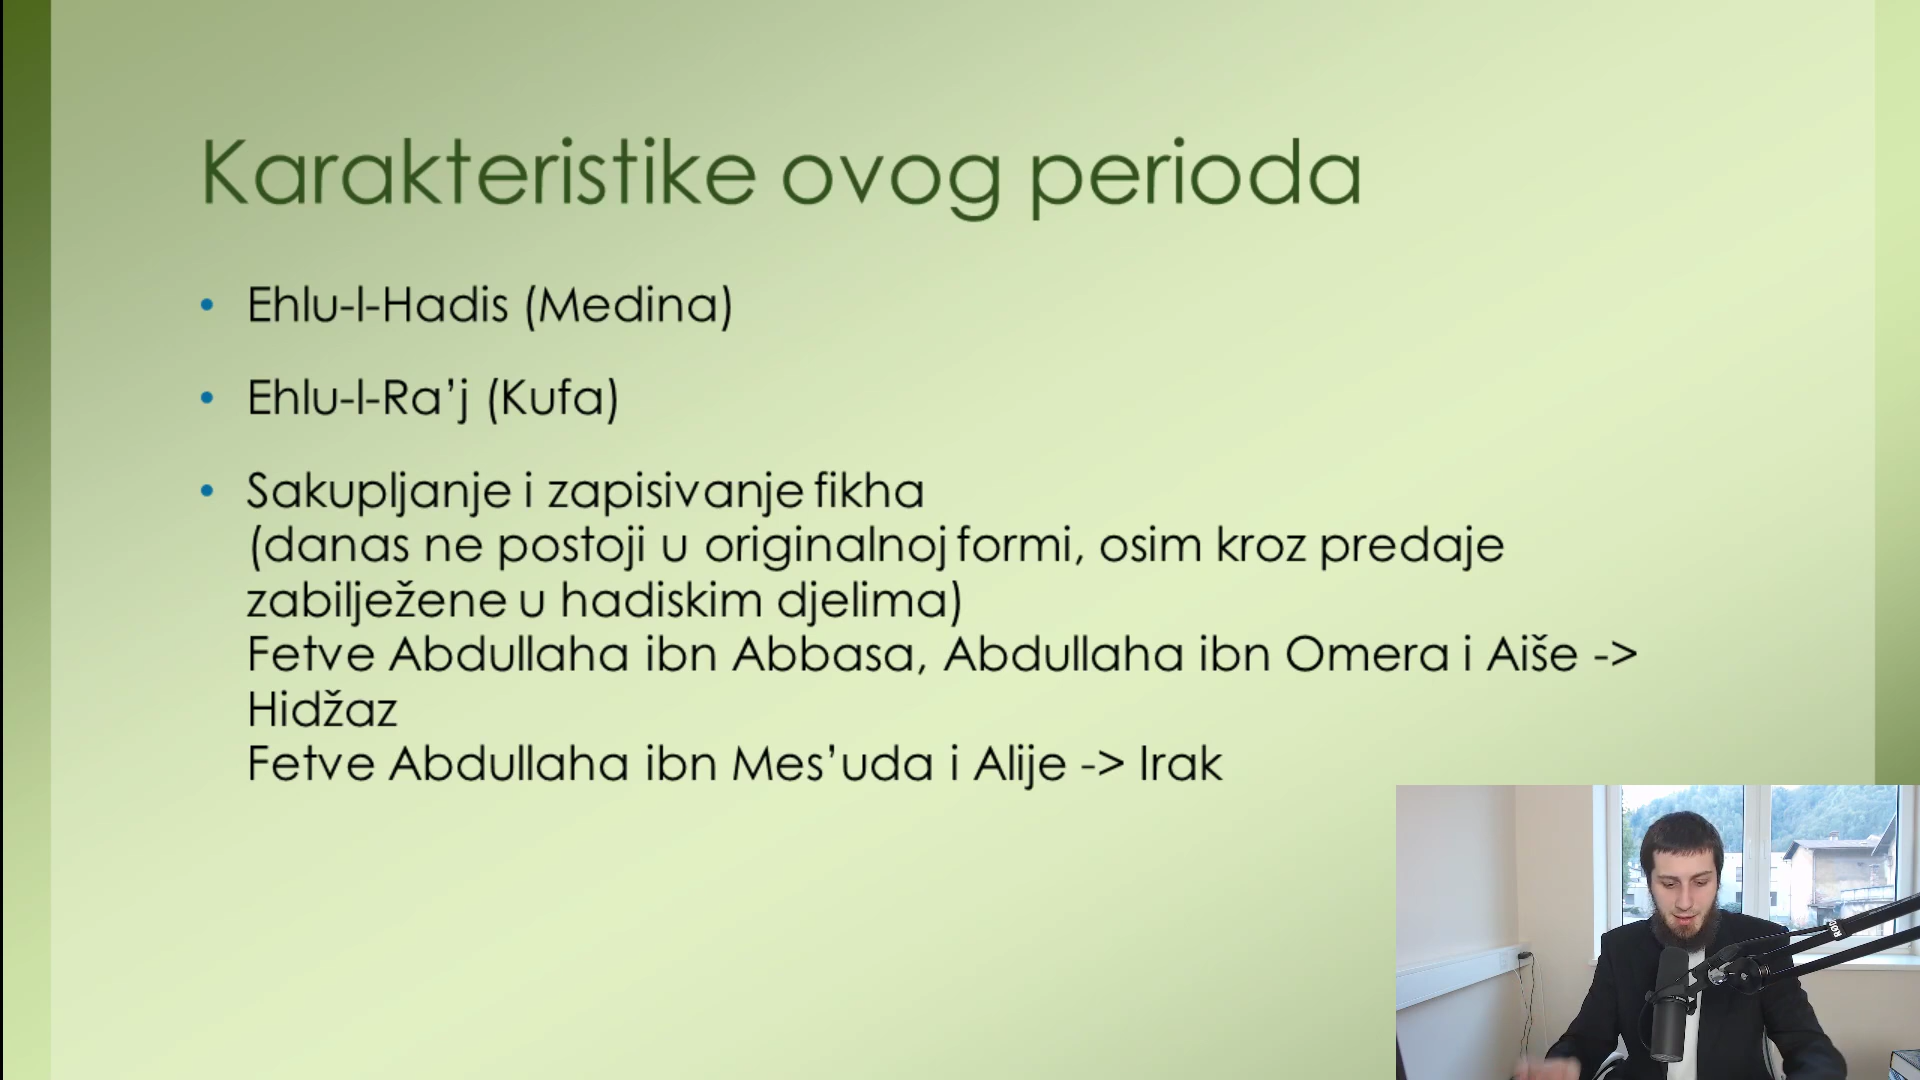 Karakteristike ovog perioda
• Ehlu-l-Hadis (Medina)
• Ehlu-l-Ra’j (Kufa)
• Sakupljanje i zapisivanje fikha
(danas ne postoji u originalnoj formi, osim kroz predaje
zabilježene u hadiskim djelima)
Fetve Abdullaha ibn Abbasa, Abdullaha ibn Omera i Aiše ->
Hidžaz
Fetve Abdullaha ibn Mes’uda i Alije -> Irak